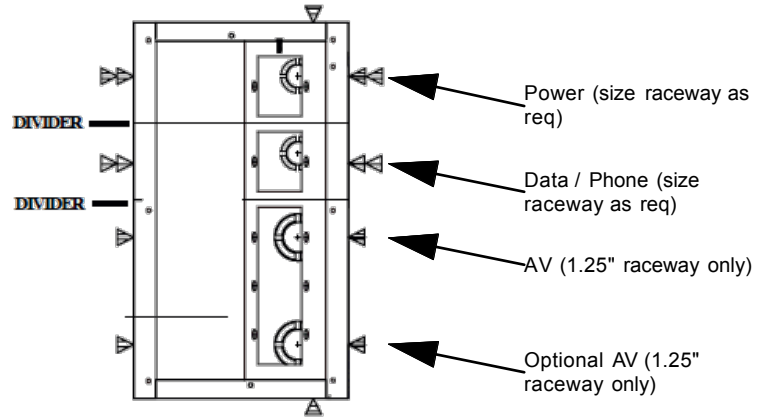 Power (size raceway as
req)
DIVIDER
Data / Phone (size
raceway as req)
DIVIDER
AV (1.25" raceway only)
Optional AV (1.25"
raceway only)